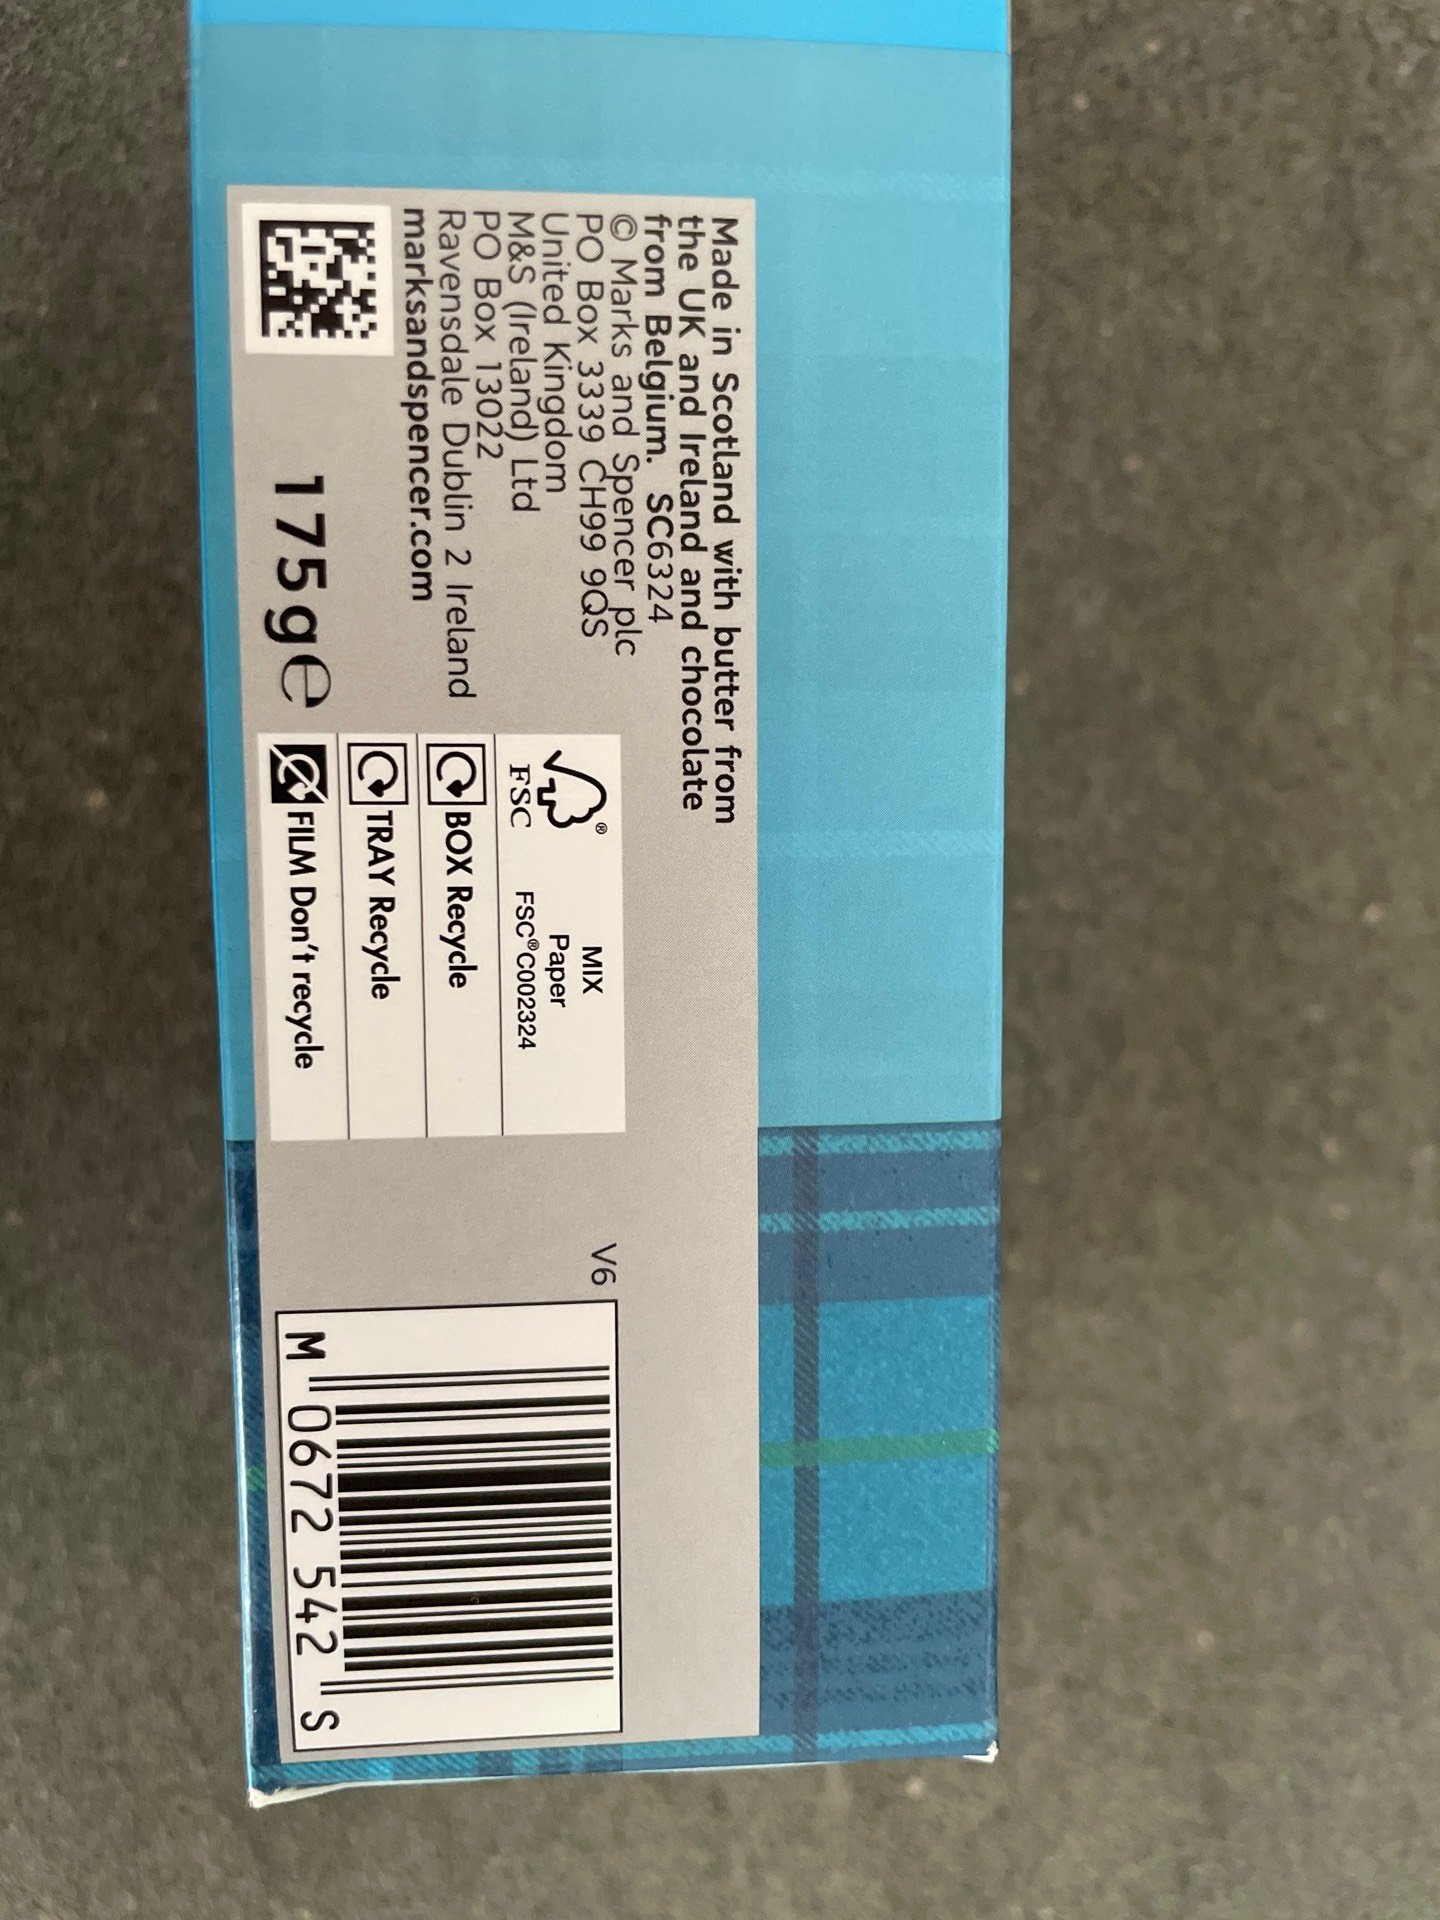 Made in Scotland with butter from
the UK and Ireland and chocolate
from Belgium. SC6324
© Marks and Spencer plc
PO Box 3339 CH99 9QS
United Kingdom
M&S (Ireland) Ltd
PO Box 13022
Ravensdale Dublin 2 Ireland
marksandspencer.com
175g℮
FSC®
MIX
Paper
FSC®C002324
BOX Recycle
TRAY Recycle
FILM Don't recycle
V6
M 0672 542 S